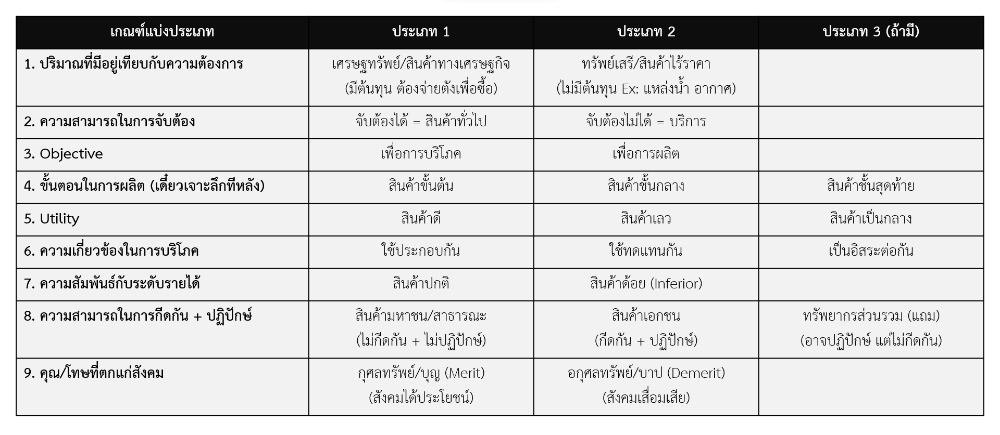 เกณฑ์แบ่งประเภท ประเภท 1 ประเภท 2 ประเภท 3 (ถ้ามี)
1. ปริมาณที่มีอยู่เทียบกับความต้องการ เศรษฐทรัพย์/สินค้าทางเศรษฐกิจ ทรัพย์เสรี/สินค้าไร้ราคา
(มีต้นทุน ต้องจ่ายตังเพื่อซื้อ) (ไม่มีต้นทุน Ex: แหล่งน้ำ อากาศ)
2. ความสามารถในการจับต้อง จับต้องได้ = สินค้าทั่วไป จับต้องไม่ได้ = บริการ
3. Objective เพื่อการบริโภค เพื่อการผลิต
4. ขั้นตอนในการผลิต (เดี๋ยวเจาะลึกทีหลัง) สินค้าขั้นต้น สินค้าชั้นกลาง สินค้าชั้นสุดท้าย
5. Utility สินค้าดี สินค้าเลว สินค้าเป็นกลาง
6. ความเกี่ยวข้องในการบริโภค ใช้ประกอบกัน ใช้ทดแทนกัน เป็นอิสระต่อกัน
7. ความสัมพันธ์กับระดับรายได้ สินค้าปกติ สินค้าด้อย (Inferior)
8. ความสามารถในการกีดกัน + ปฏิปักษ์ สินค้ามหาชน/สาธารณะ สินค้าเอกชน ทรัพยากรส่วนรวม (แถม)
(ไม่กีดกัน + ไม่ปฏิปักษ์) (กีดกัน + ปฏิปักษ์) (อาจปฏิปักษ์ แต่ไม่กีดกัน)
9. คุณ/โทษที่ตกแก่สังคม กุศลทรัพย์/บุญ (Merit) อกุศลทรัพย์/บาป (Demerit)
(สังคมได้ประโยชน์) (สังคมเสื่อมเสีย)